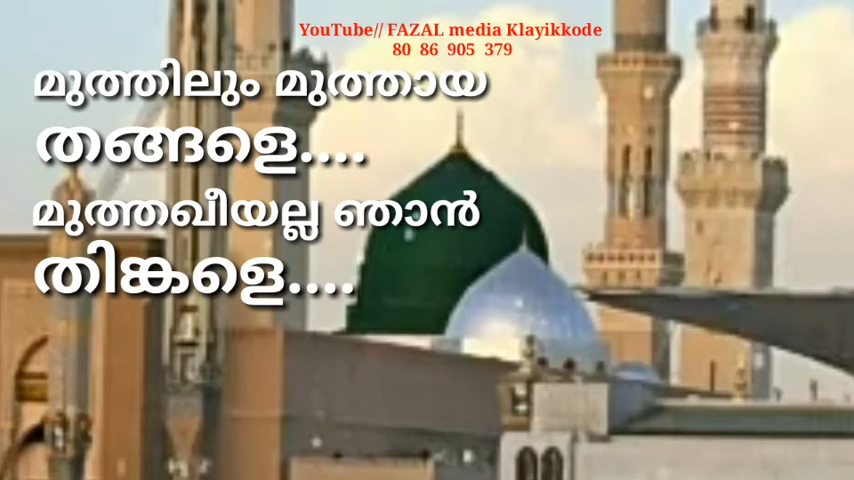 YouTube// FAZAL media Klayikkode
80 86 905 379
മുത്തിലും മുത്തായ
തങ്ങളെ....
മുത്തഖീയല്ല ഞാൻ
തിങ്കളെ....